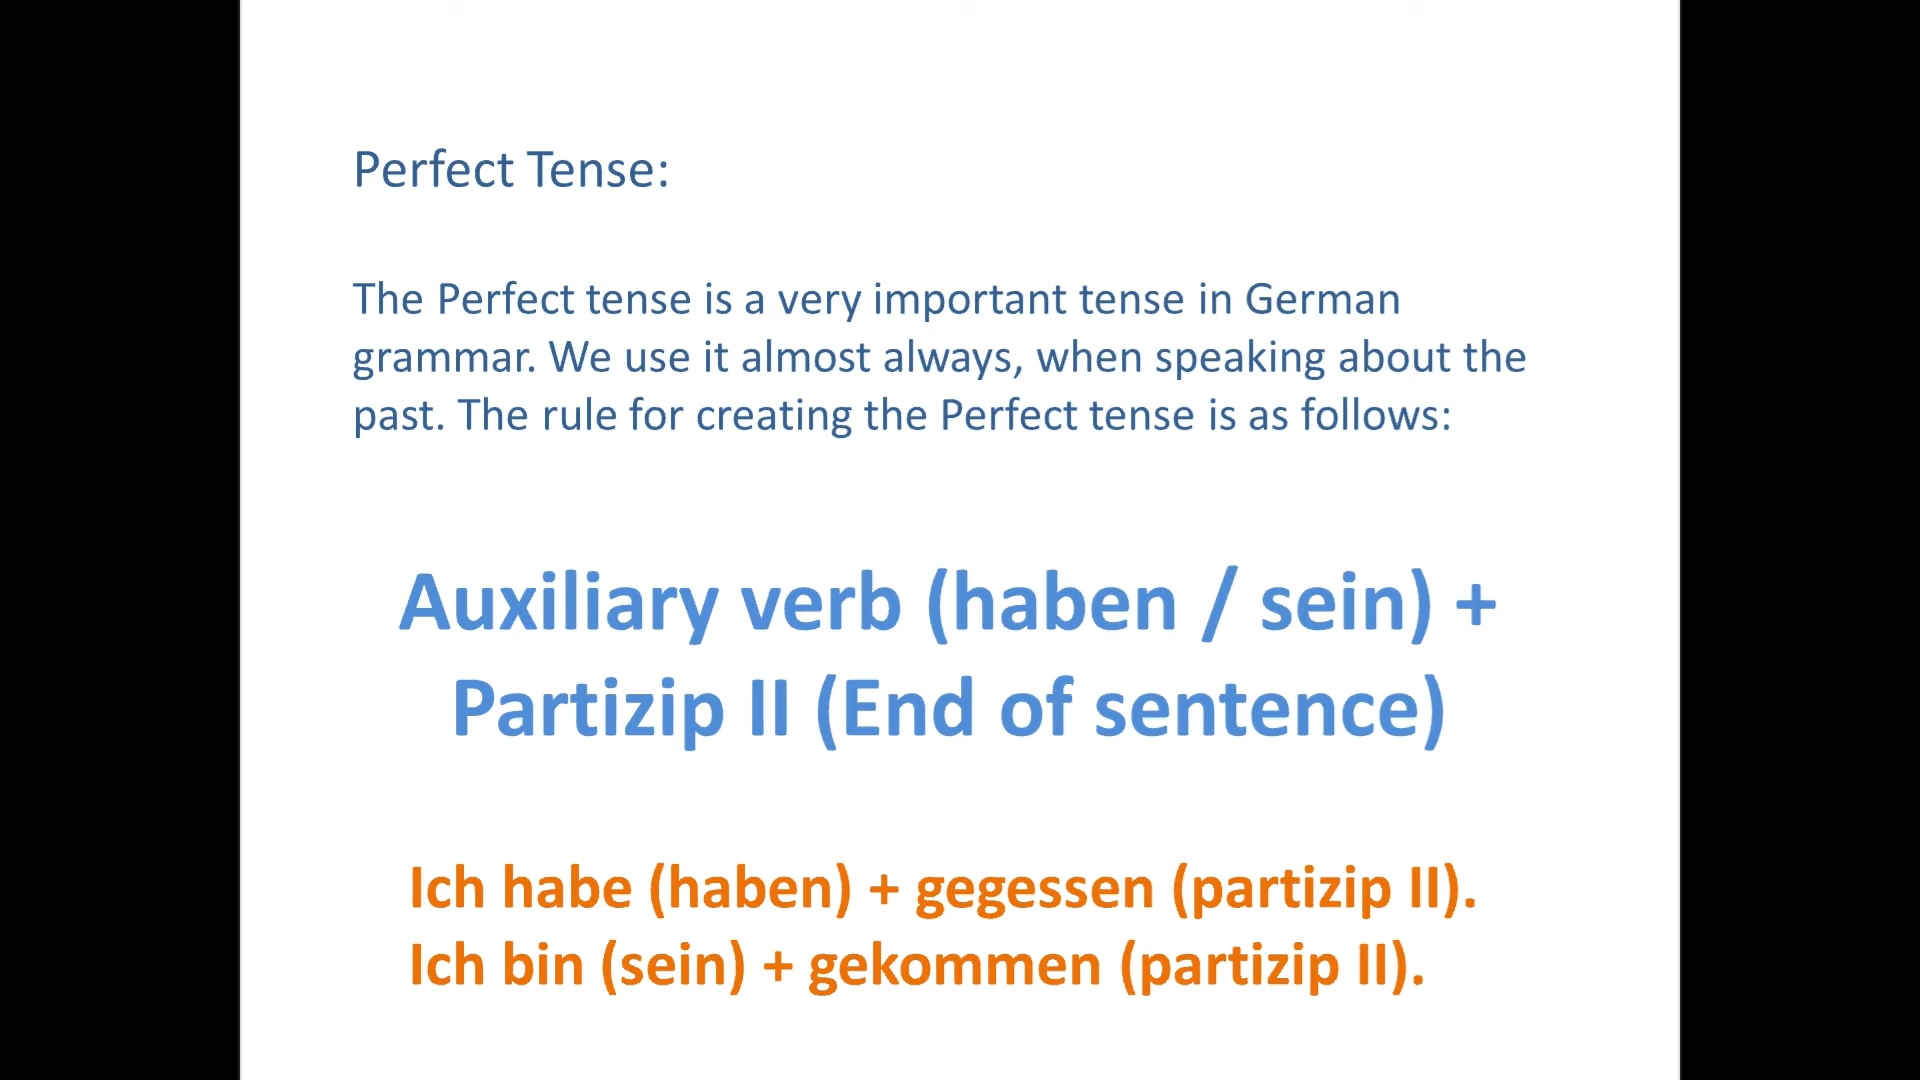 Perfect Tense:
The Perfect tense is a very important tense in German
grammar. We use it almost always, when speaking about the
past. The rule for creating the Perfect tense is as follows:
Auxiliary verb (haben / sein) +
Partizip II (End of sentence)
Ich habe (haben) + gegessen (partizip II).
Ich bin (sein) + gekommen (partizip II).